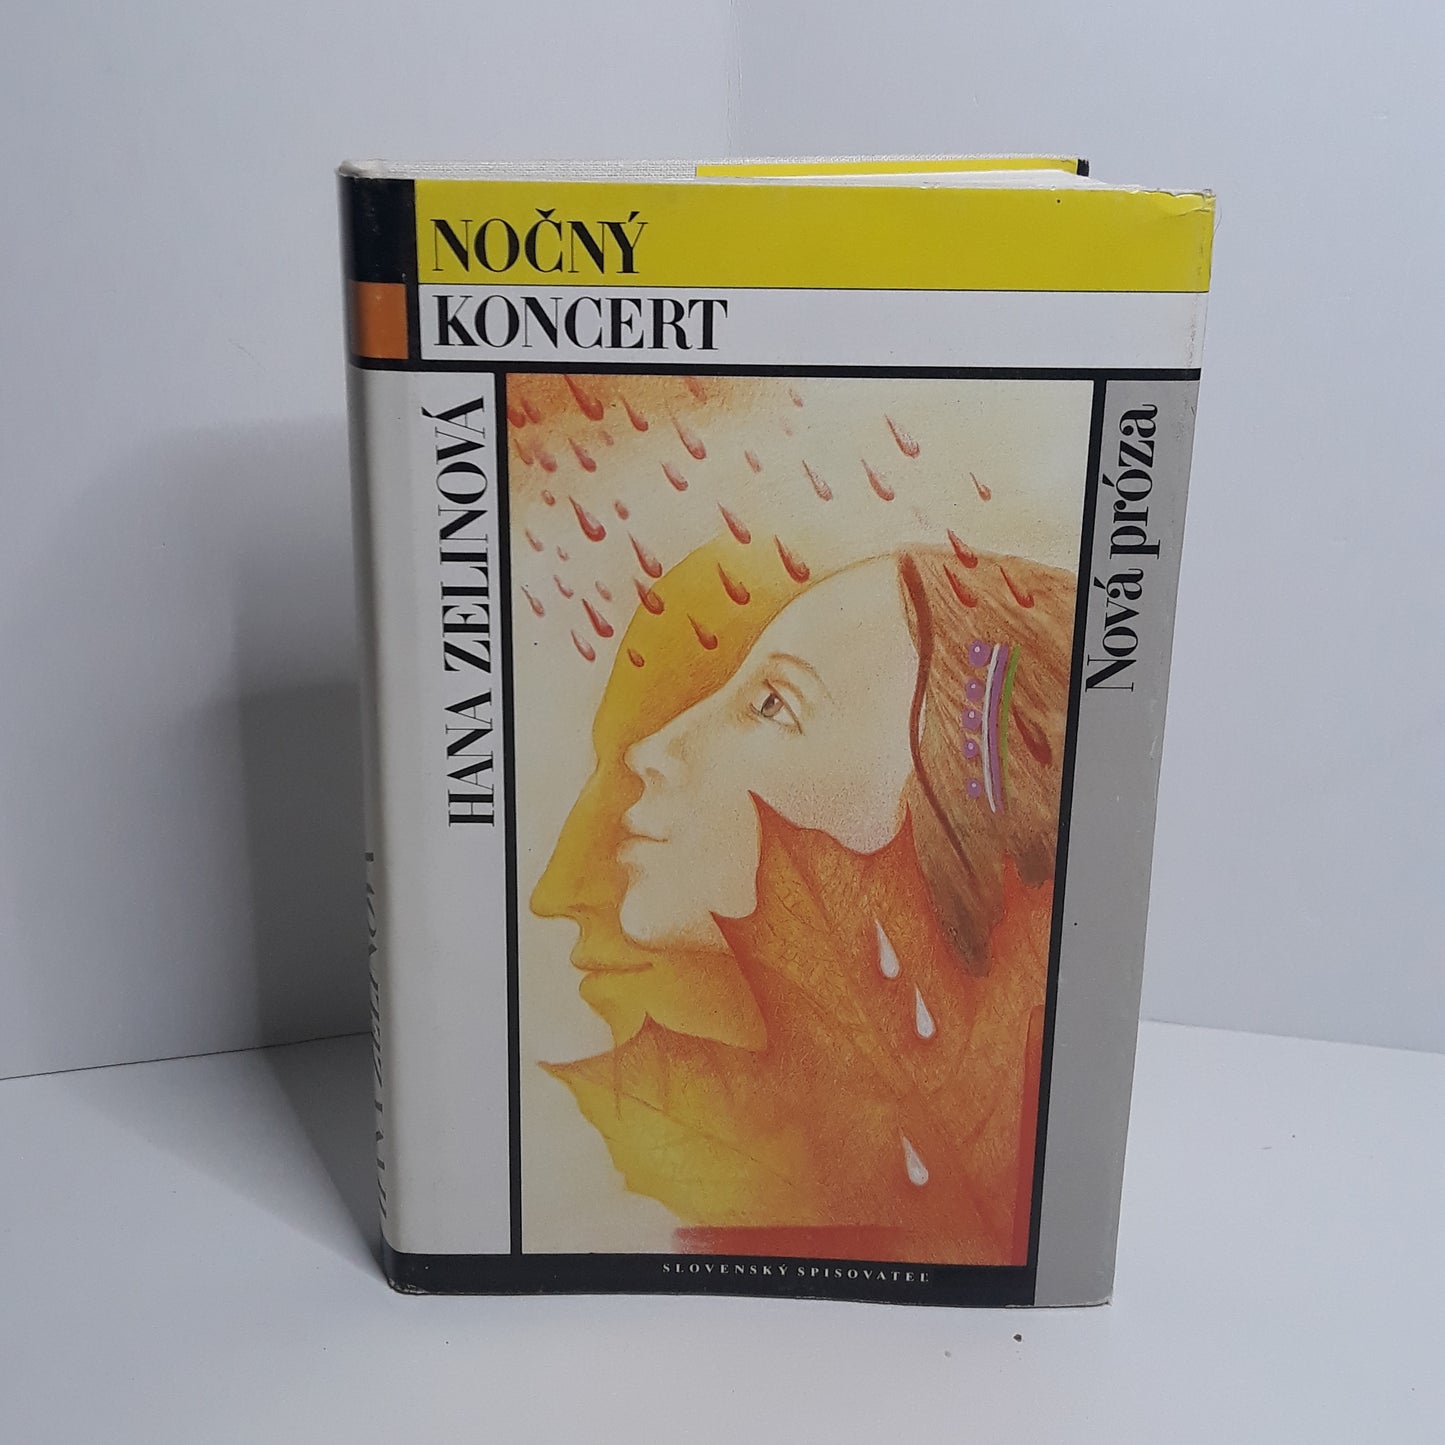 NOČNÝ
KONCERT
HANA ZELINOVÁ
Nová próza
SLOVENSKÝ SPISOVATEĽ